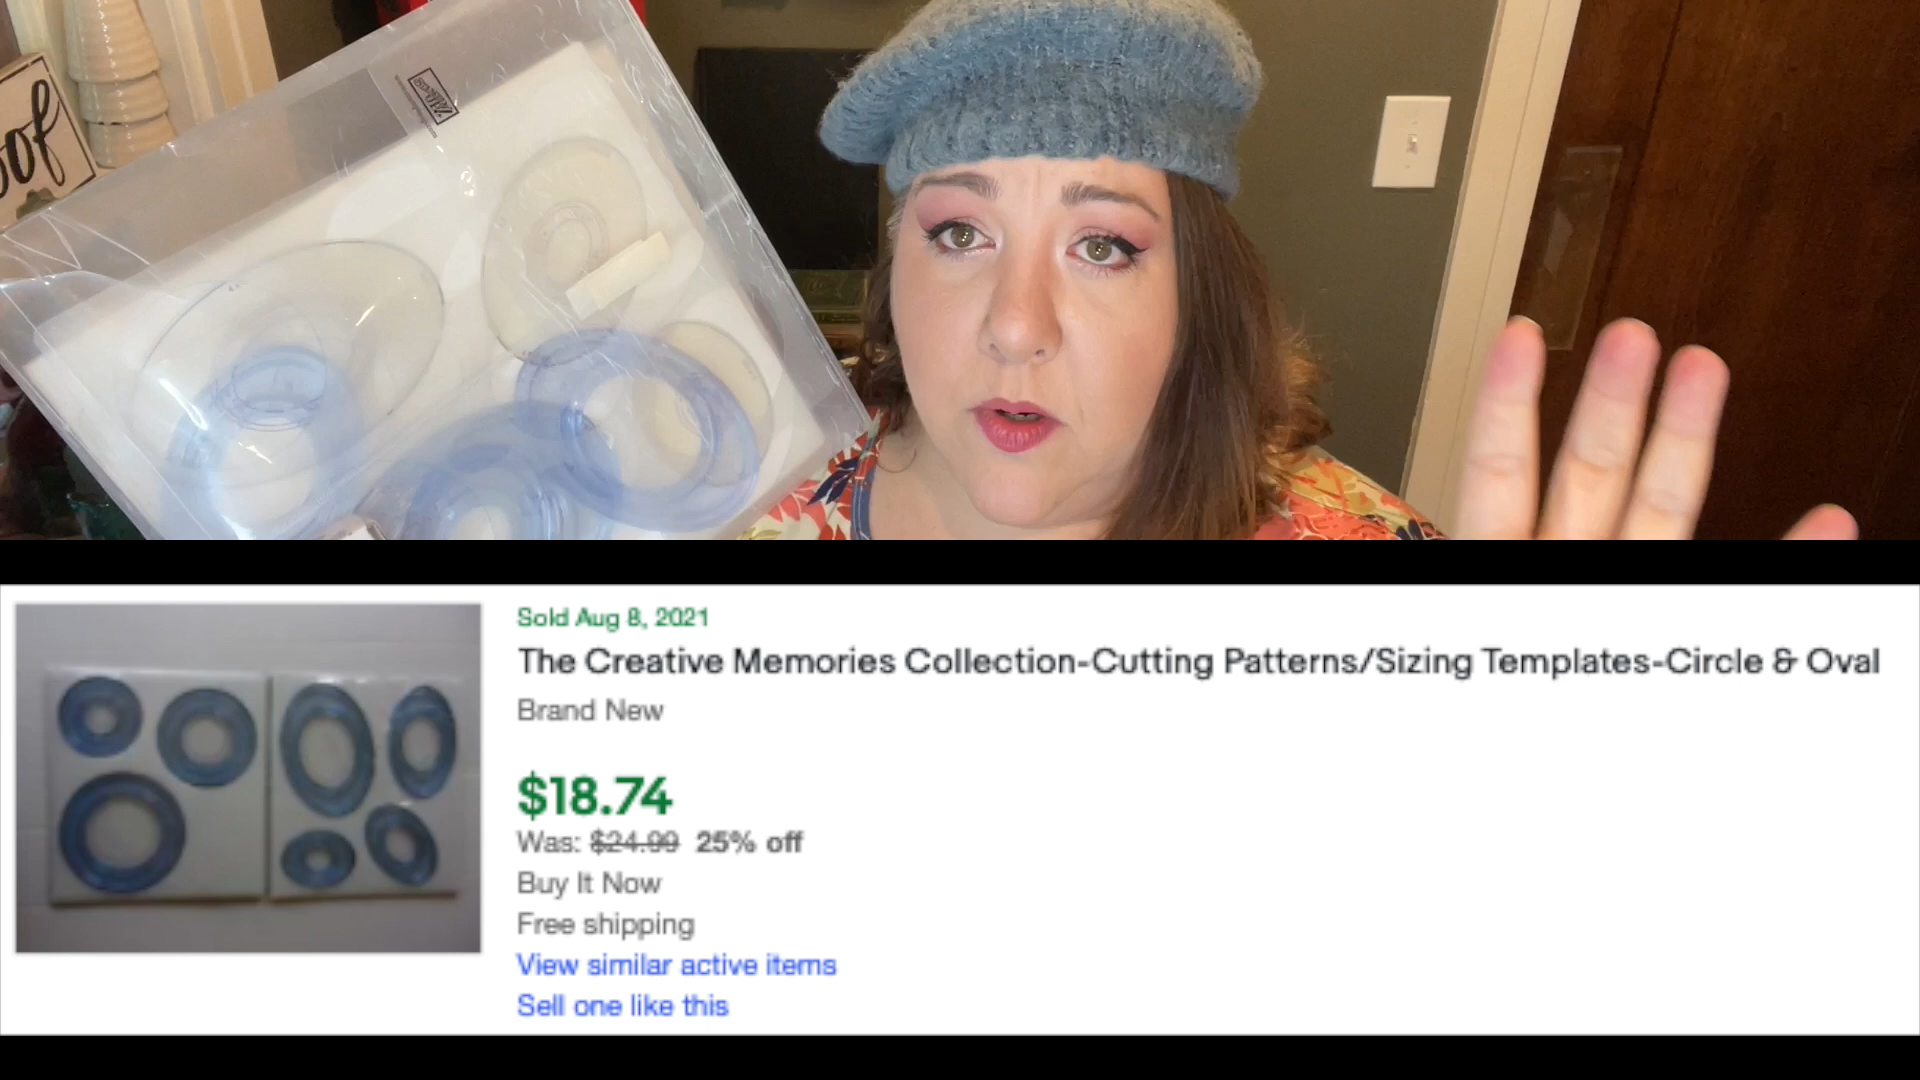 oof
Sold Aug 8, 2021
The Creative Memories Collection-Cutting Patterns/Sizing Templates-Circle & Oval
Brand New
$18.74
Was: $24.99 25% off
Buy It Now
Free shipping
View similar active items
Sell one like this